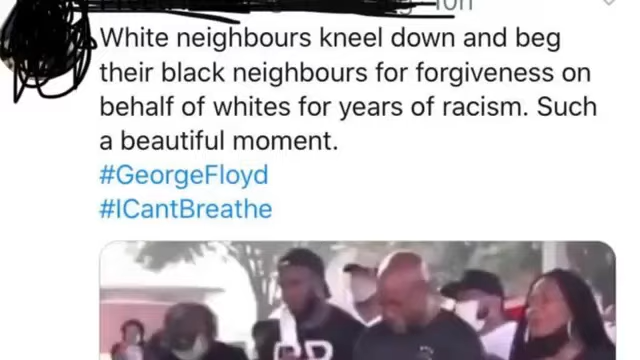 10h
White neighbours kneel down and beg
their black neighbours for forgiveness on
behalf of whites for years of racism. Such
a beautiful moment.
#GeorgeFloyd
#ICantBreathe